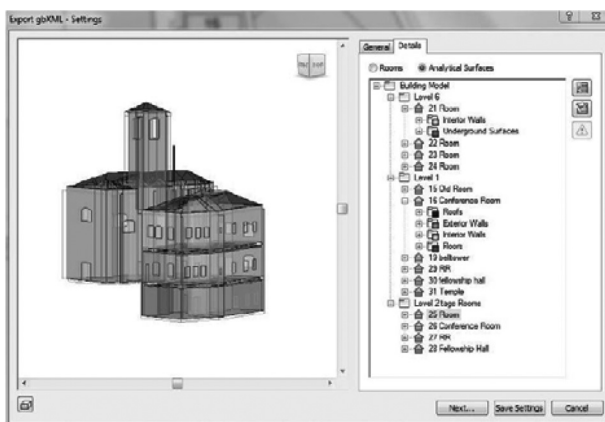 Export gbXML - Settings
General Details
Rooms Analytical Surfaces
Building Model
Level 6
21 Room
Interior Walls
Underground Surfaces
22 Room
23 Room
24 Room
Level 1
15 Old Room
16 Conference Room
Roofs
Exterior Walls
Interior Walls
Floors
19 belltower
29 RR
30 fellowship hall
31 Temple
Level 2 tage Rooms
25 Room
26 Conference Room
27 RR
28 Fellowship Hall
Next... Save Settings Cancel